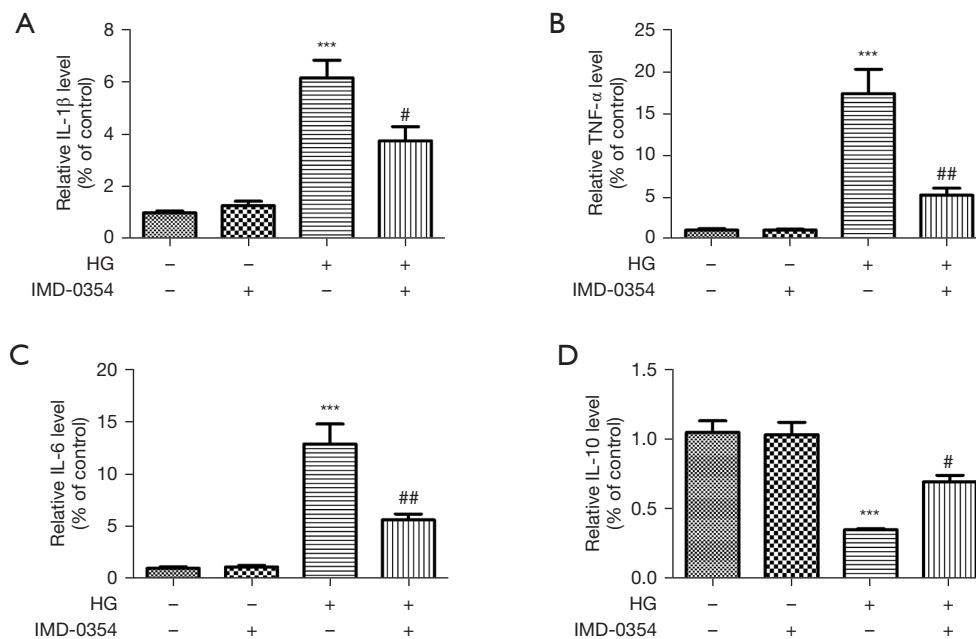 A
Relative IL-1β level
(% of control)
8
6
4
2
0
***
#
HG – – + +
IMD-0354 – + – +
B
Relative TNF-α level
(% of control)
25
20
15
10
5
0
***
##
HG – – + +
IMD-0354 – + – +
C
Relative IL-6 level
(% of control)
20
15
10
5
0
***
##
HG – – + +
IMD-0354 – + – +
D
Relative IL-10 level
(% of control)
1.5
1.0
0.5
0.0
***
#
HG – – + +
IMD-0354 – + – +